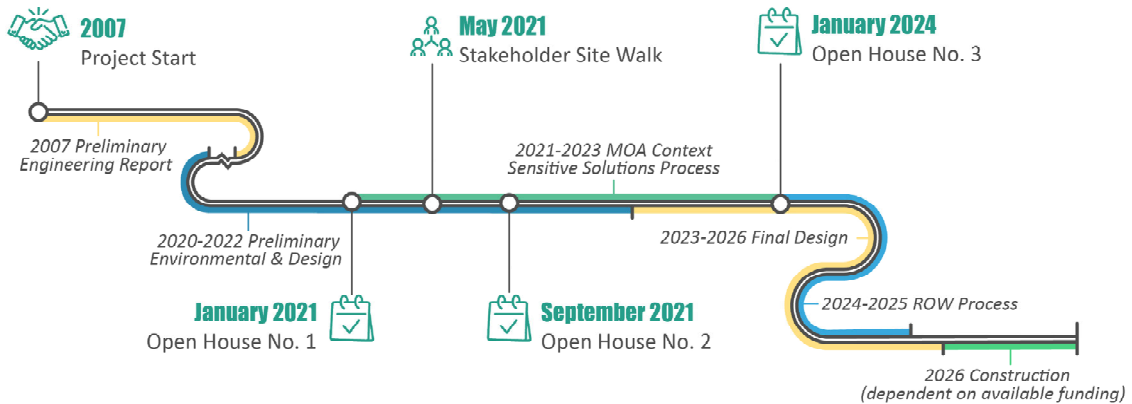 2007
Project Start
May 2021
Stakeholder Site Walk
January 2024
Open House No. 3
2007 Preliminary
Engineering Report
2021-2023 MOA Context
Sensitive Solutions Process
2020-2022 Preliminary
Environmental & Design
2023-2026 Final Design
January 2021
Open House No. 1
September 2021
Open House No. 2
2024-2025 ROW Process
2026 Construction
(dependent on available funding)